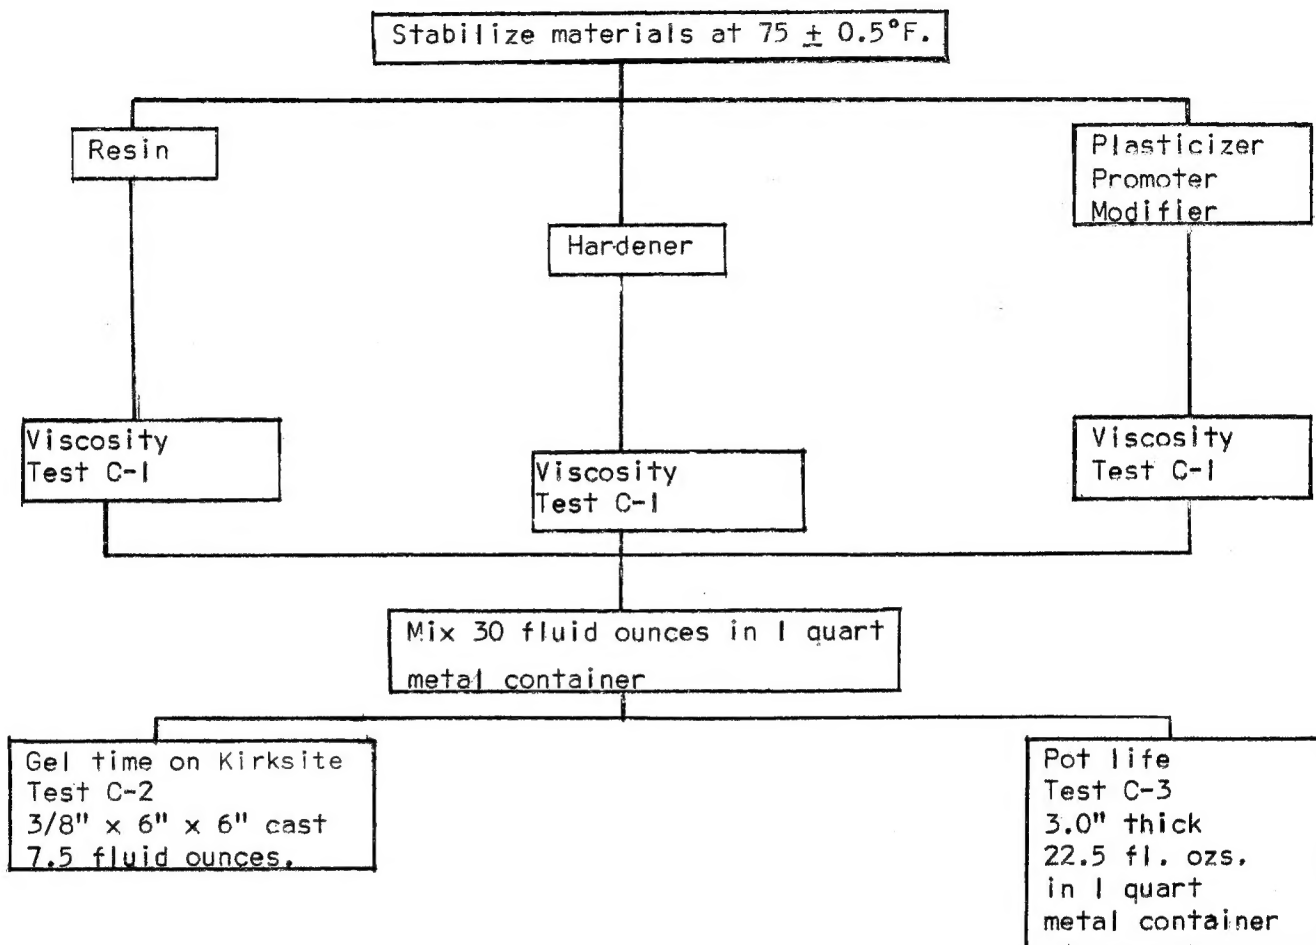 Stabilize materials at 75 ± 0.5°F.
Resin
Plasticizer
Promoter
Modifier
Hardener
Viscosity
Test C-1
Viscosity
Test C-1
Viscosity
Test C-1
Mix 30 fluid ounces in 1 quart
metal container
Gel time on Kirksite
Test C-2
3/8" x 6" x 6" cast
7.5 fluid ounces.
Pot life
Test C-3
3.0" thick
22.5 fl. ozs.
in 1 quart
metal container